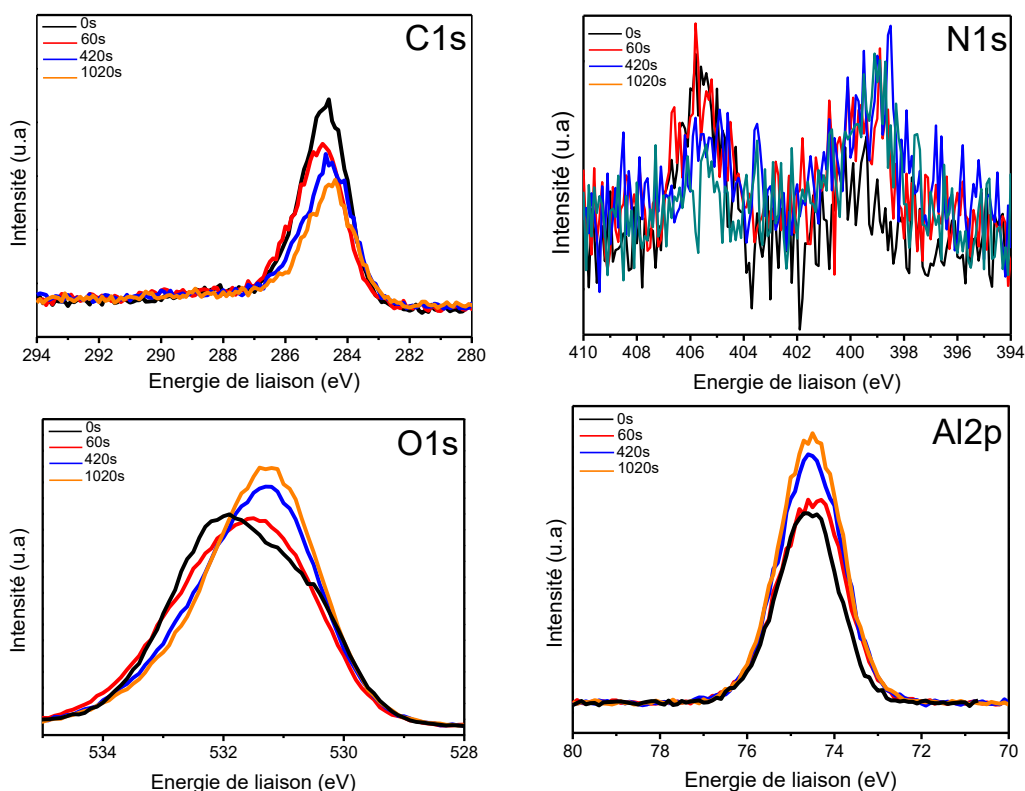 C1s
0s
60s
420s
1020s
Intensité (u.a)
294 292 290 288 286 284 282 280
Energie de liaison (eV)
N1s
0s
60s
420s
1020s
Intensité (u.a)
410 408 406 404 402 400 398 396 394
Energie de liaison (eV)
O1s
0s
60s
420s
1020s
Intensité (u.a)
534 532 530 528
Energie de liaison (eV)
Al2p
0s
60s
420s
1020s
Intensité (u.a)
80 78 76 74 72 70
Energie de liaison (eV)